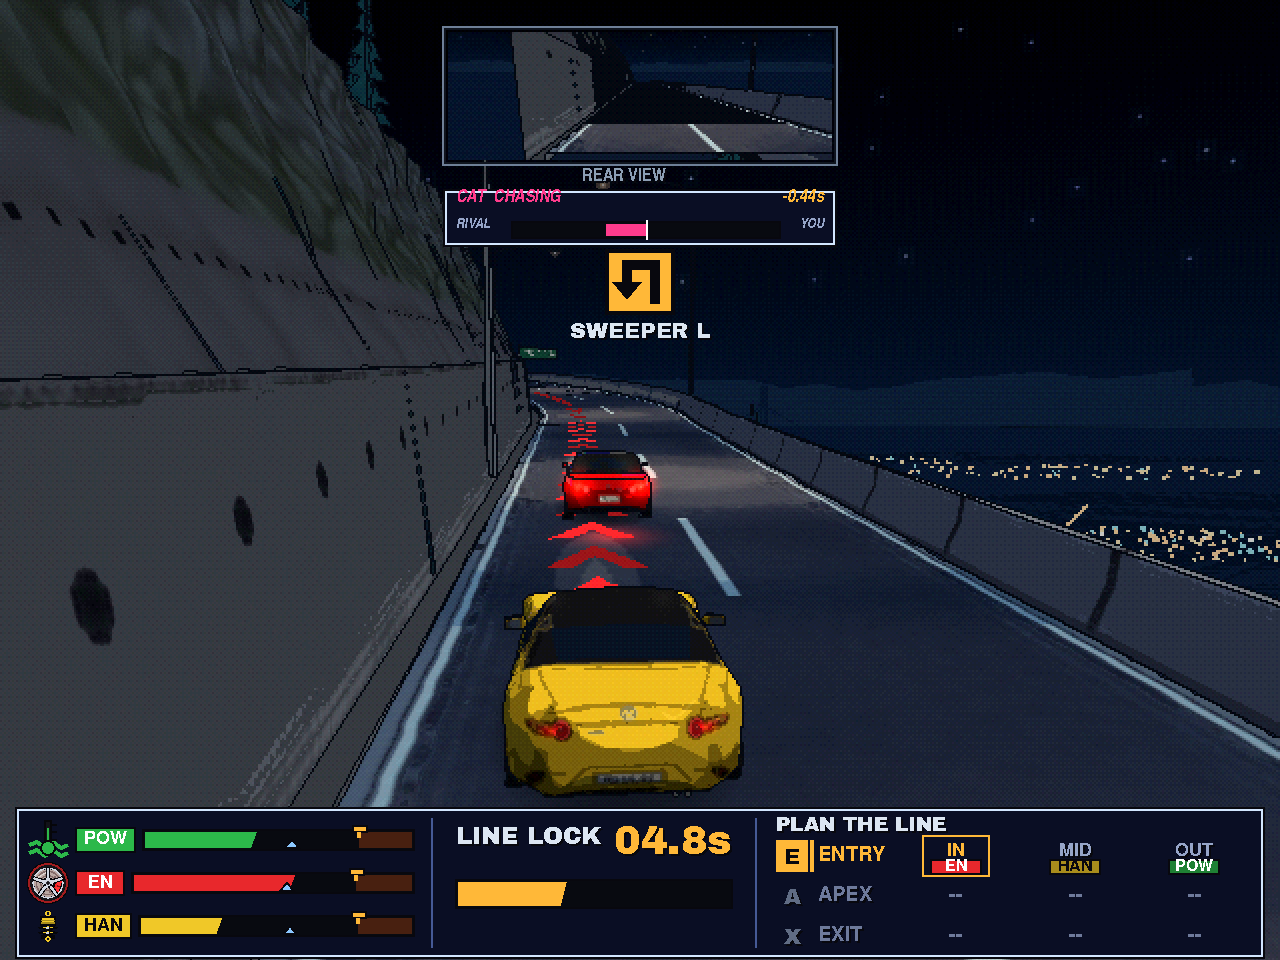 REAR VIEW
CAT CHASING -0.44s
RIVAL YOU
SWEEPER L
POW
EN
HAN
LINE LOCK 04.8s
PLAN THE LINE
E ENTRY IN MID OUT
EN HAN POW
A APEX -- -- --
X EXIT -- -- --